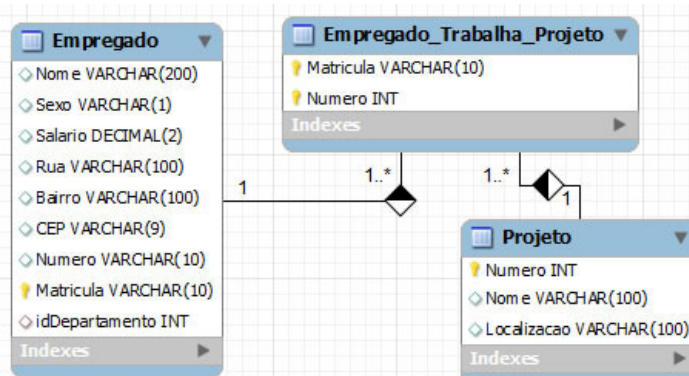 Empregado
Nome VARCHAR(200)
Sexo VARCHAR(1)
Salario DECIMAL(2)
Rua VARCHAR(100)
Bairro VARCHAR(100)
CEP VARCHAR(9)
Numero VARCHAR(10)
Matricula VARCHAR(10)
idDepartamento INT
Indexes
Empregado_Trabalha_Projeto
Matricula VARCHAR(10)
Numero INT
Indexes
1
1..*
1..*
1
Projeto
Numero INT
Nome VARCHAR(100)
Localizacao VARCHAR(100)
Indexes